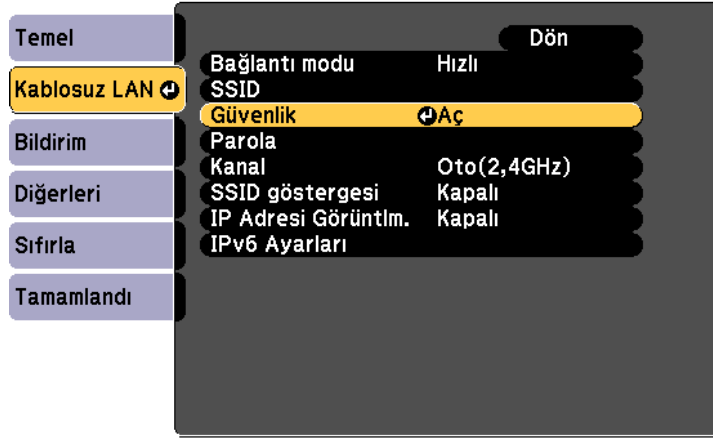 Temel
Kablosuz LAN
Bildirim
Diğerleri
Sıfırla
Tamamlandı
Dön
Bağlantı modu Hızlı
SSID
Güvenlik Aç
Parola
Kanal Oto(2,4GHz)
SSID göstergesi Kapalı
IP Adresi Görüntlm. Kapalı
IPv6 Ayarları